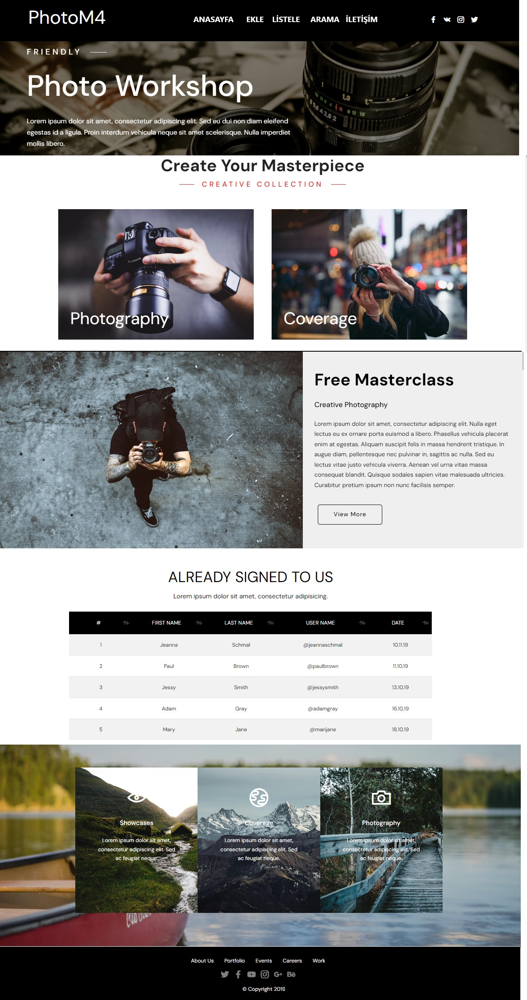 PhotoM4
ANASAYFA EKLE LİSTELE ARAMA İLETİŞİM
FRIENDLY
Photo Workshop
Lorem ipsum dolor sit amet, consectetur adipiscing elit. Sed eu dui non diam eleifend
egestas id a ligula. Proin interdum vehicula neque sit amet scelerisque. Nulla imperdiet
mollis libero.
Create Your Masterpiece
CREATIVE COLLECTION
Canon
Photography
Coverage
Free Masterclass
Creative Photography
Lorem ipsum dolor sit amet, consectetur adipiscing elit. Nulla eget
lectus eu ex ornare porta euismod a libero. Phasellus vehicula placerat
enim at egestas. Aliquam suscipit felis in massa hendrerit tristique. In
augue diam, pellentesque nec pulvinar in, sagittis ac nulla. Sed eu
lectus vitae justo vehicula viverra. Aenean vel urna vitae massa
consequat blandit. Quisque sodales sapien vitae malesuada ultricies.
Curabitur pretium ipsum non nunc facilisis semper.
View More
ALREADY SIGNED TO US
Lorem ipsum dolor sit amet, consectetur adipisicing.
# FIRST NAME LAST NAME USER NAME DATE
1 Jeanna Schmal @jeannaschmal 10.11.19
2 Paul Brown @paulbrown 11.10.19
3 Jessy Smith @jessysmith 13.10.19
4 Adam Gray @adamgray 16.10.19
5 Mary Jane @marijane 18.10.19
Showcases
Lorem ipsum dolor sit amet,
consectetur adipiscing elit. Sed
ac feugiat neque.
Coverage
Lorem ipsum dolor sit amet,
consectetur adipiscing elit. Sed
ac feugiat neque.
Photography
Lorem ipsum dolor sit amet,
consectetur adipiscing elit. Sed
ac feugiat neque.
About Us Portfolio Events Careers Work
© Copyright 2019